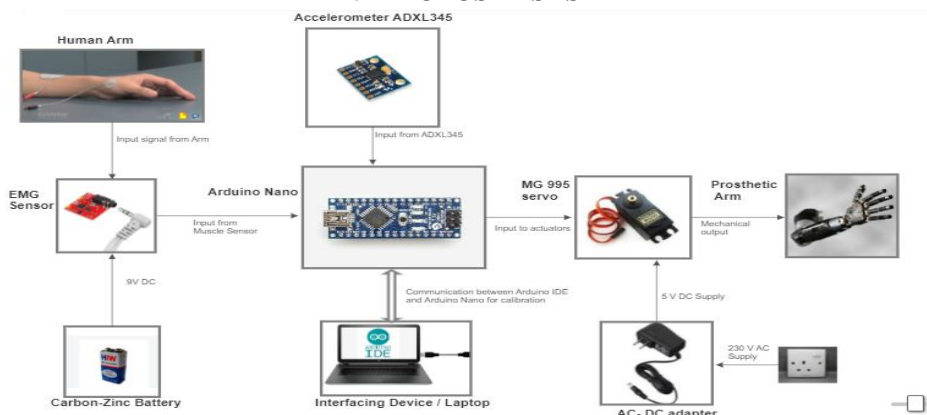 Accelerometer ADXL345
Human Arm
Input signal from Arm
Input from ADXL345
EMG
Sensor
Arduino Nano
MG 995
servo
Prosthetic
Arm
Input from
Muscle Sensor
Input to actuators
Mechanical
output
9V DC
Communication between Arduino IDE
and Arduino Nano for calibration
5 V DC Supply
HIW
ARDUINO
IDE
230 V AC
Supply
Carbon-Zinc Battery
Interfacing Device / Laptop
AC- DC adapter